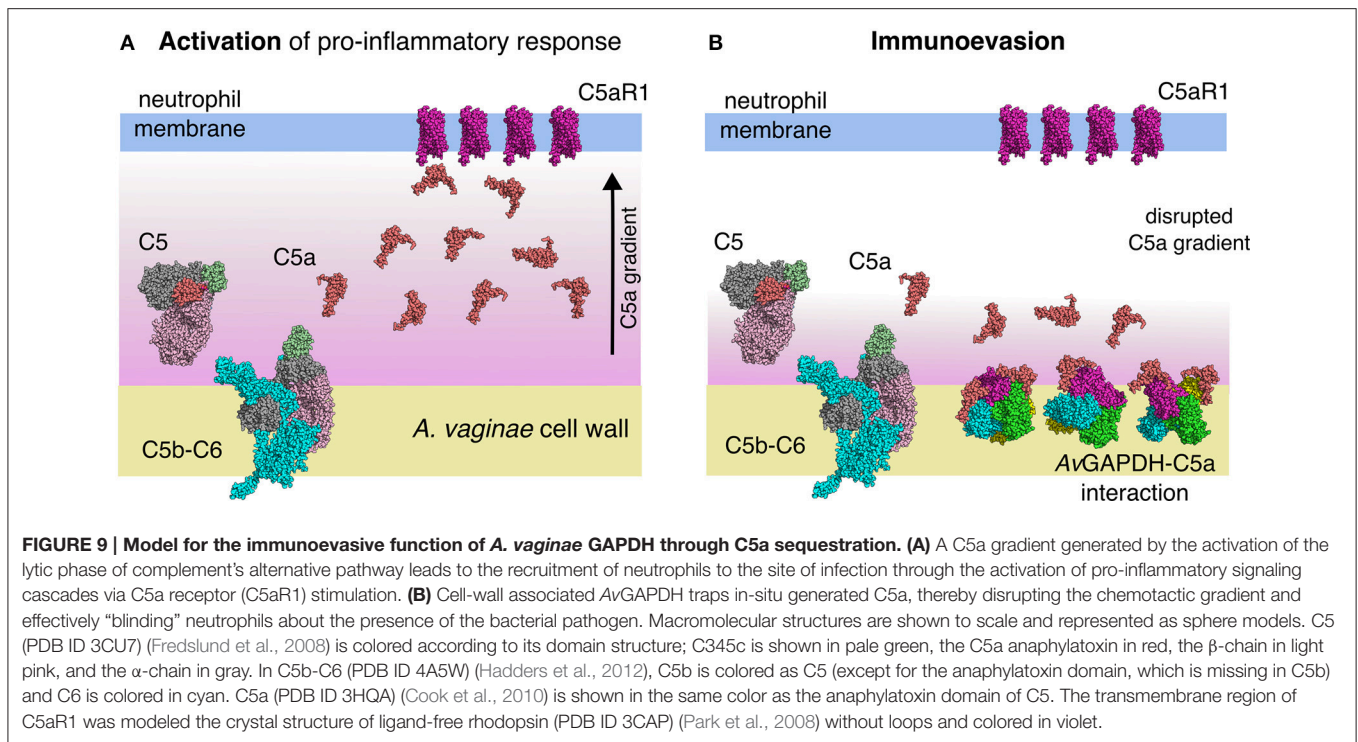 A Activation of pro-inflammatory response
neutrophil
membrane
C5aR1
C5
C5a
C5a gradient
C5b-C6
A. vaginae cell wall
B Immunoevasion
neutrophil
membrane
C5aR1
disrupted
C5a gradient
C5
C5a
C5b-C6
AvGAPDH-C5a
interaction
FIGURE 9 | Model for the immunoevasive function of A. vaginae GAPDH through C5a sequestration. (A) A C5a gradient generated by the activation of the
lytic phase of complement's alternative pathway leads to the recruitment of neutrophils to the site of infection through the activation of pro-inflammatory signaling
cascades via C5a receptor (C5aR1) stimulation. (B) Cell-wall associated AvGAPDH traps in-situ generated C5a, thereby disrupting the chemotactic gradient and
effectively “blinding” neutrophils about the presence of the bacterial pathogen. Macromolecular structures are shown to scale and represented as sphere models. C5
(PDB ID 3CU7) (Fredslund et al., 2008) is colored according to its domain structure; C345c is shown in pale green, the C5a anaphylatoxin in red, the β-chain in light
pink, and the α-chain in gray. In C5b-C6 (PDB ID 4A5W) (Hadders et al., 2012), C5b is colored as C5 (except for the anaphylatoxin domain, which is missing in C5b)
and C6 is colored in cyan. C5a (PDB ID 3HQA) (Cook et al., 2010) is shown in the same color as the anaphylatoxin domain of C5. The transmembrane region of
C5aR1 was modeled the crystal structure of ligand-free rhodopsin (PDB ID 3CAP) (Park et al., 2008) without loops and colored in violet.